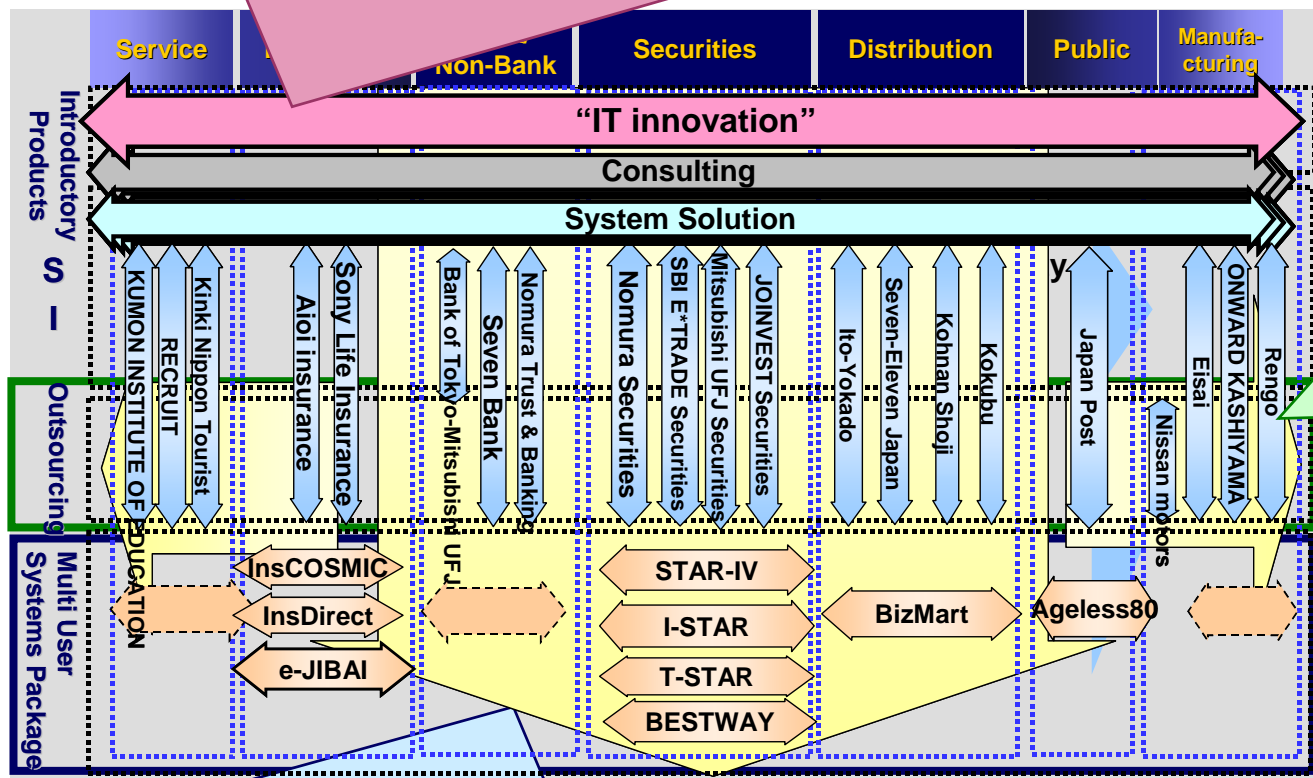 Service
Non-Bank
Securities
Distribution
Public
Manufa-
cturing
Introductory
Products
"IT innovation"
Consulting
System Solution
S I
KUMON INSTITUTE OF EDUCATION
RECRUIT
Kinki Nippon Tourist
Aioi insurance
Sony Life Insurance
Bank of Tokyo-Mitsubishi UFJ
Seven Bank
Nomura Trust & Banking
Nomura Securities
SBI E*TRADE Securities
Mitsubishi UFJ Securities
JOINVEST Securities
Ito-Yokado
Seven-Eleven Japan
Kohnan Shoji
Kokubu
y
Japan Post
Nissan motors
Eisai
ONWARD KASHIYAMA
Rengo
Outsourcing
Multi User
Systems Package
InsCOSMIC
InsDirect
e-JIBAI
STAR-IV
I-STAR
T-STAR
BESTWAY
BizMart
Ageless80